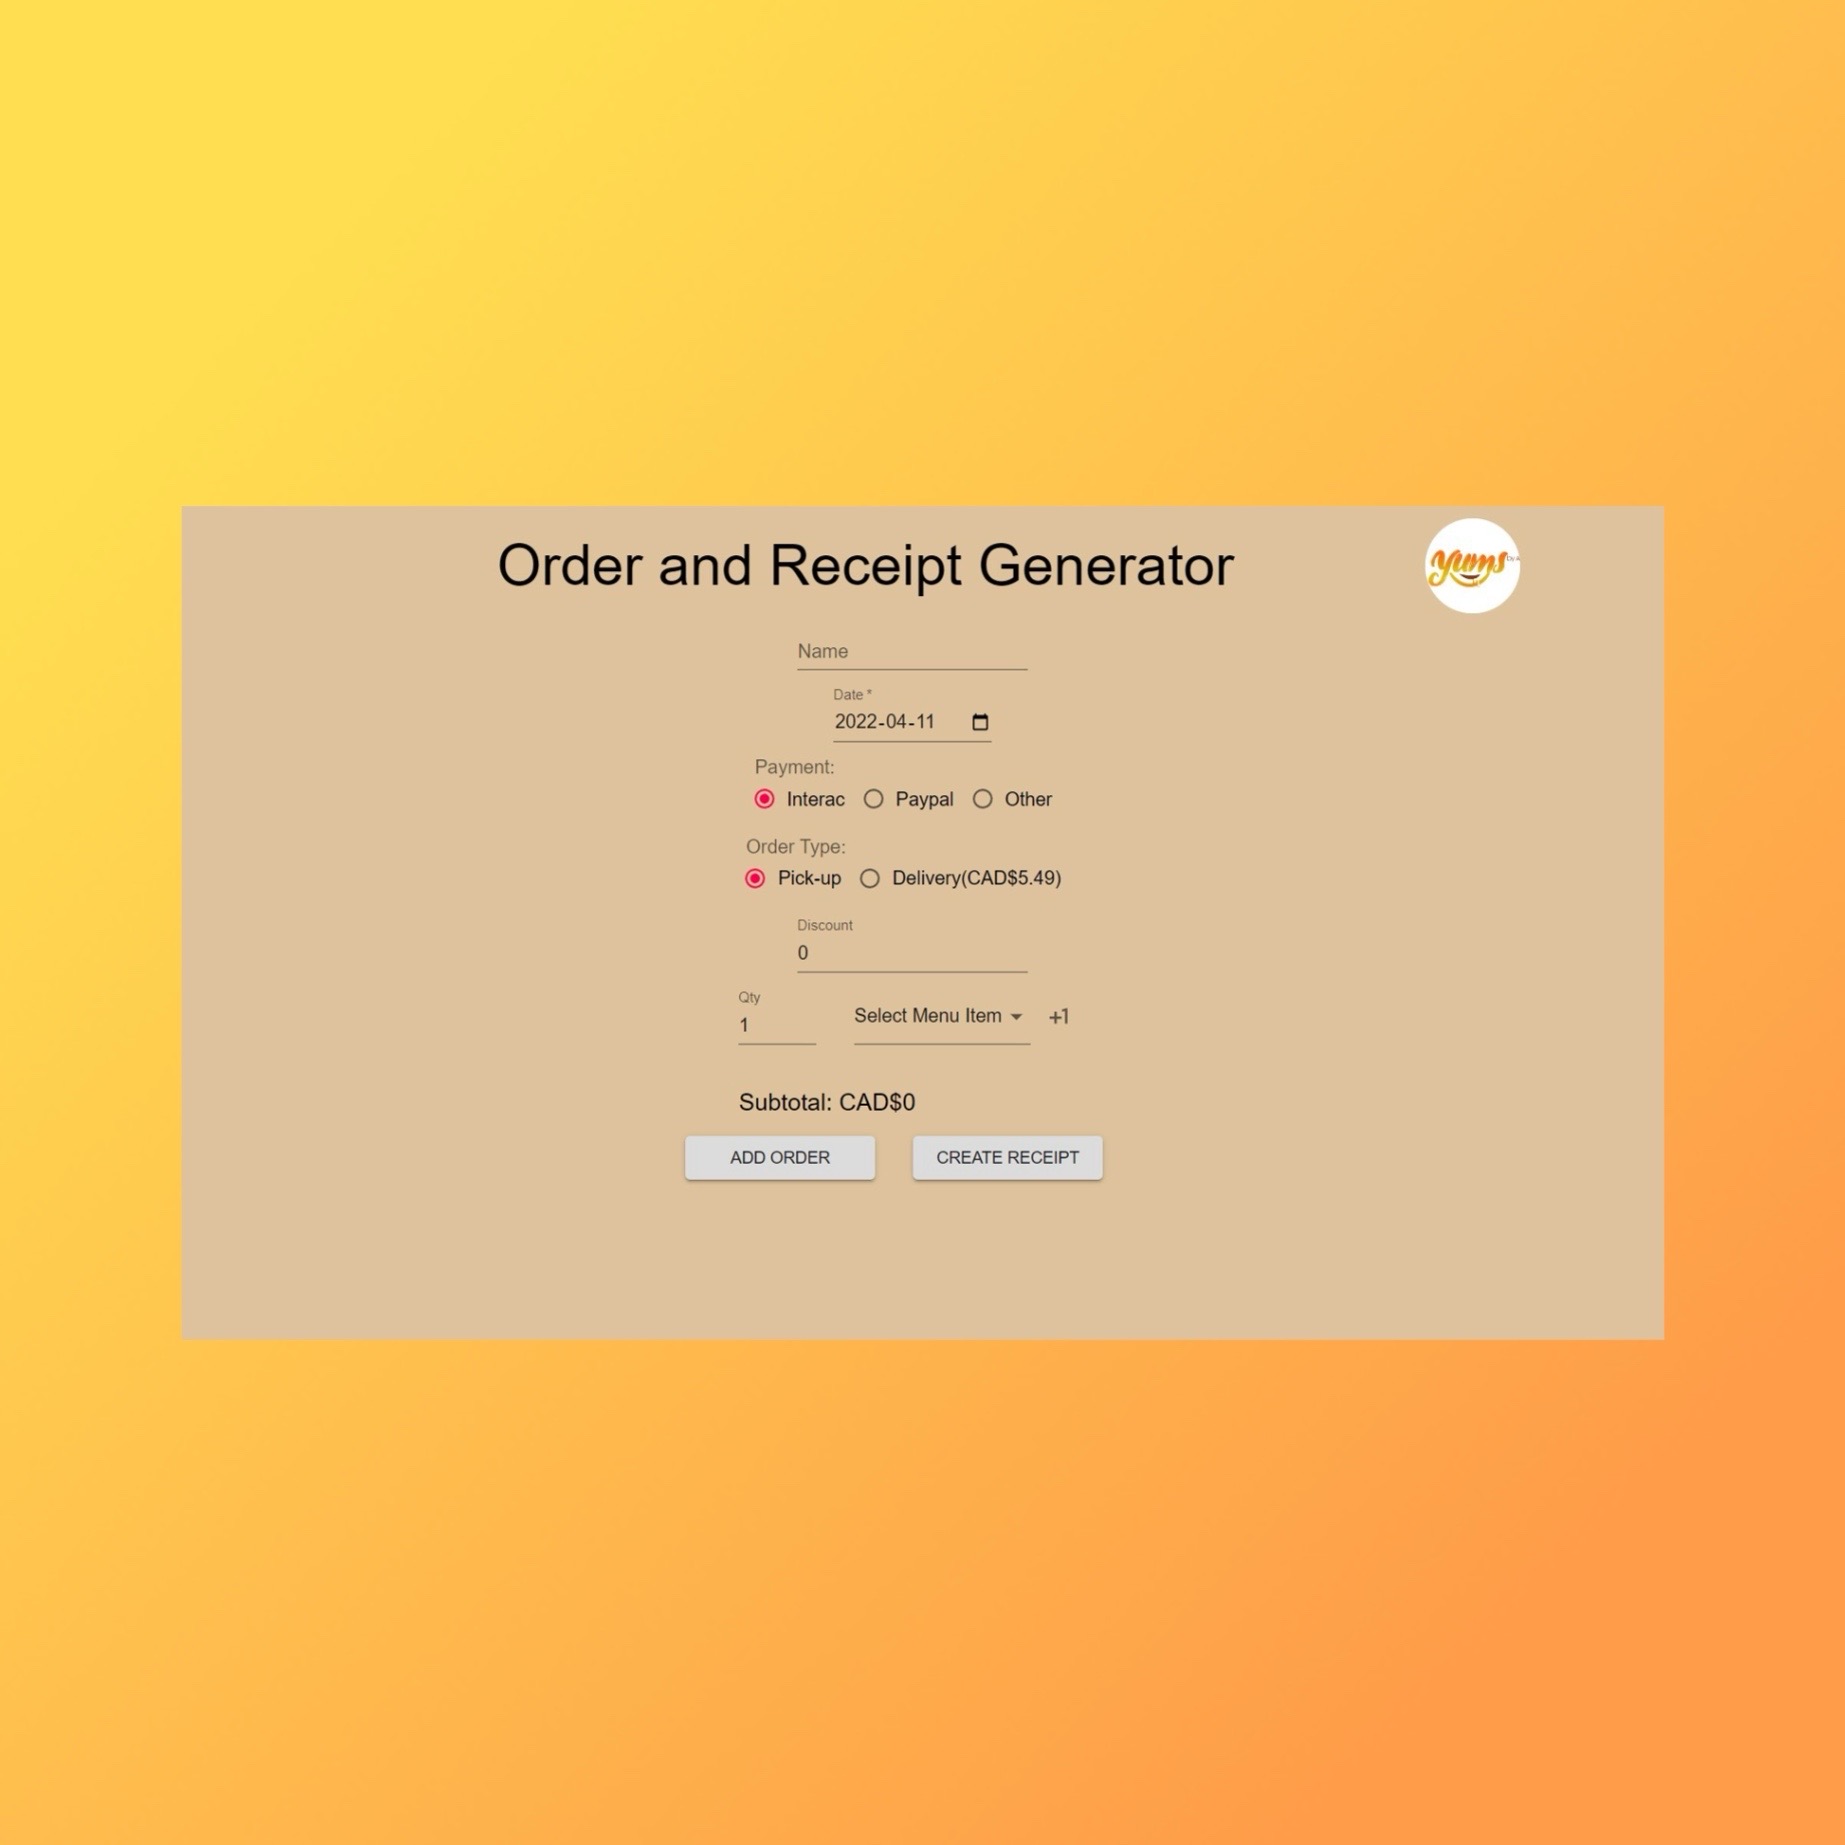 Order and Receipt Generator
yums
Name
Date *
2022-04-11
Payment:
Interac Paypal Other
Order Type:
Pick-up Delivery(CAD$5.49)
Discount
0
Qty
1 Select Menu Item +1
Subtotal: CAD$0
ADD ORDER CREATE RECEIPT